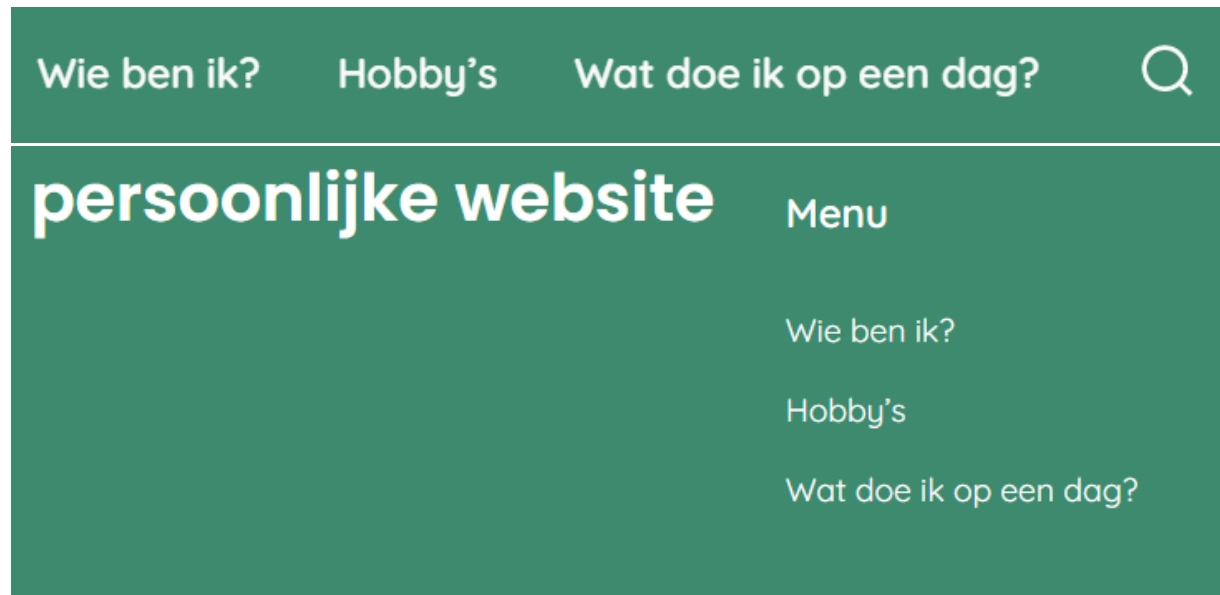 Wie ben ik? Hobby’s Wat doe ik op een dag?
persoonlijke website
Menu
Wie ben ik?
Hobby’s
Wat doe ik op een dag?